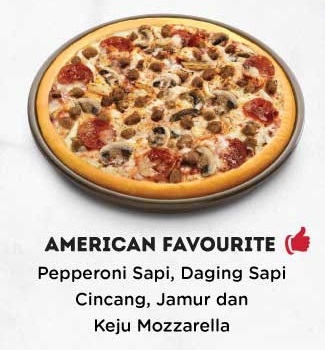 AMERICAN FAVOURITE
Pepperoni Sapi, Daging Sapi
Cincang, Jamur dan
Keju Mozzarella